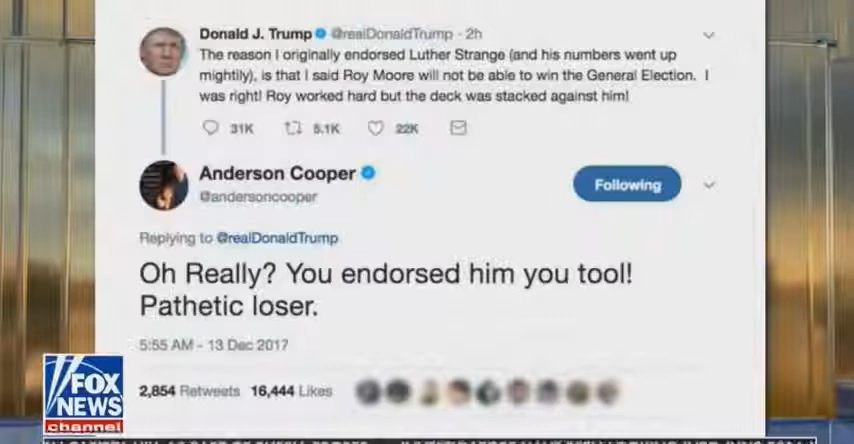 Donald J. Trump @realDonaldTrump · 2h
The reason I originally endorsed Luther Strange (and his numbers went up
mightily), is that I said Roy Moore will not be able to win the General Election. I
was right! Roy worked hard but the deck was stacked against him!
31K 5.1K 22K
Anderson Cooper
@andersoncooper
Following
Replying to @realDonaldTrump
Oh Really? You endorsed him you tool!
Pathetic loser.
5:55 AM - 13 Dec 2017
2,854 Retweets 16,444 Likes
FOX
NEWS
channel